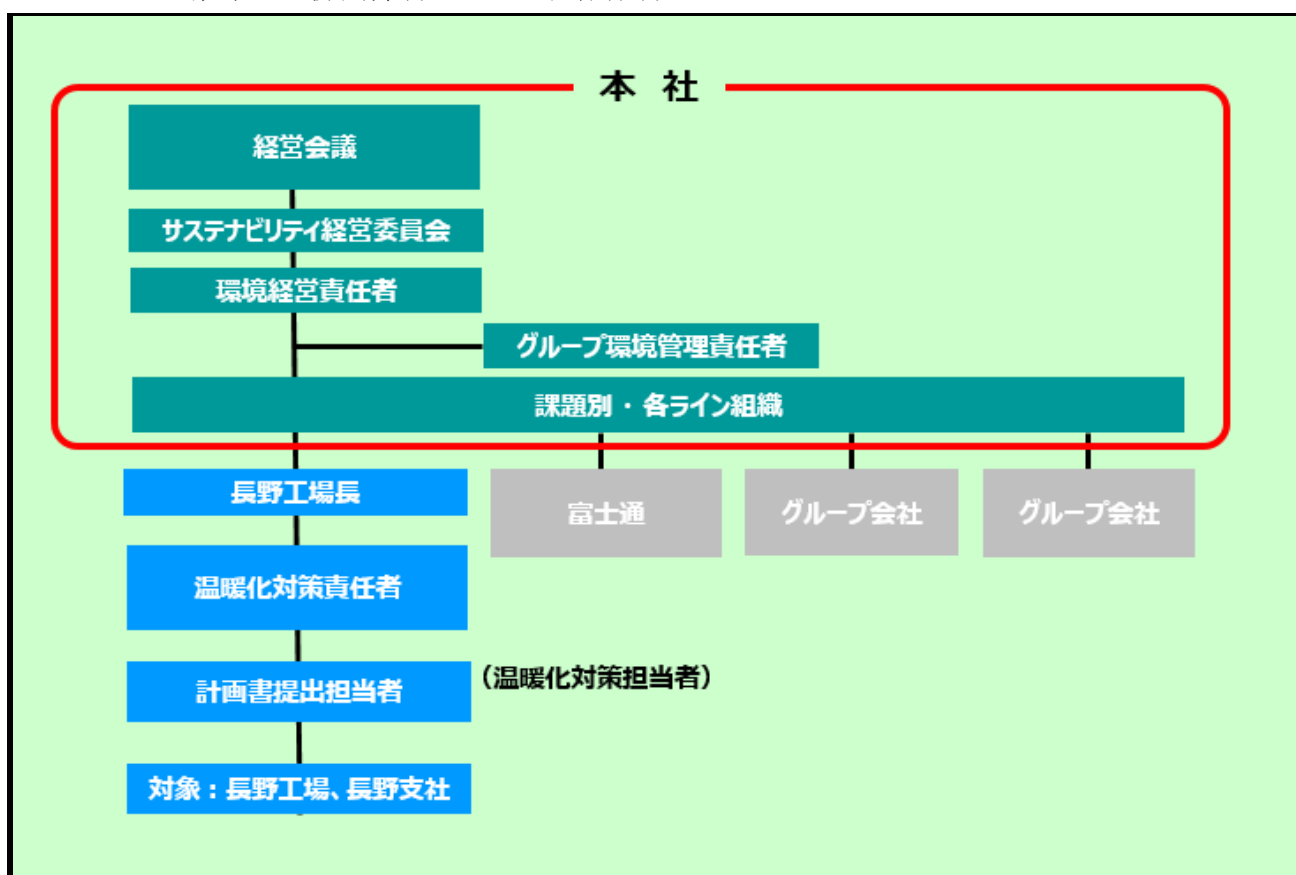 本 社
経営会議
サステナビリティ経営委員会
環境経営責任者
グループ環境管理責任者
課題別・各ライン組織
長野工場長
富士通
グループ会社
グループ会社
温暖化対策責任者
計画書提出担当者
（温暖化対策担当者）
対象：長野工場、長野支社